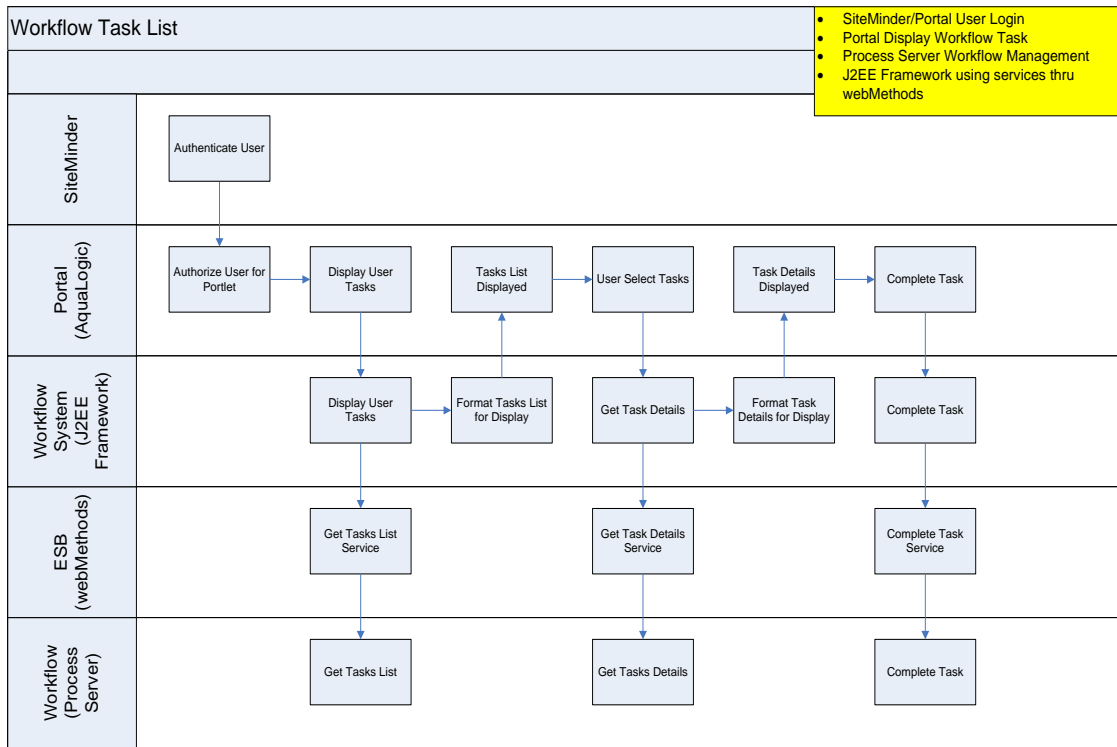 Workflow Task List
• SiteMinder/Portal User Login
• Portal Display Workflow Task
• Process Server Workflow Management
• J2EE Framework using services thru
webMethods
SiteMinder
Authenticate User
Portal
(AquaLogic)
Authorize User for
Portlet
Display User
Tasks
Tasks List
Displayed
User Select Tasks
Task Details
Displayed
Complete Task
Workflow
System
(J2EE
Framework)
Display User
Tasks
Format Tasks List
for Display
Get Task Details
Format Task
Details for Display
Complete Task
ESB
(webMethods)
Get Tasks List
Service
Get Task Details
Service
Complete Task
Service
Workflow
(Process
Server)
Get Tasks List
Get Tasks Details
Complete Task